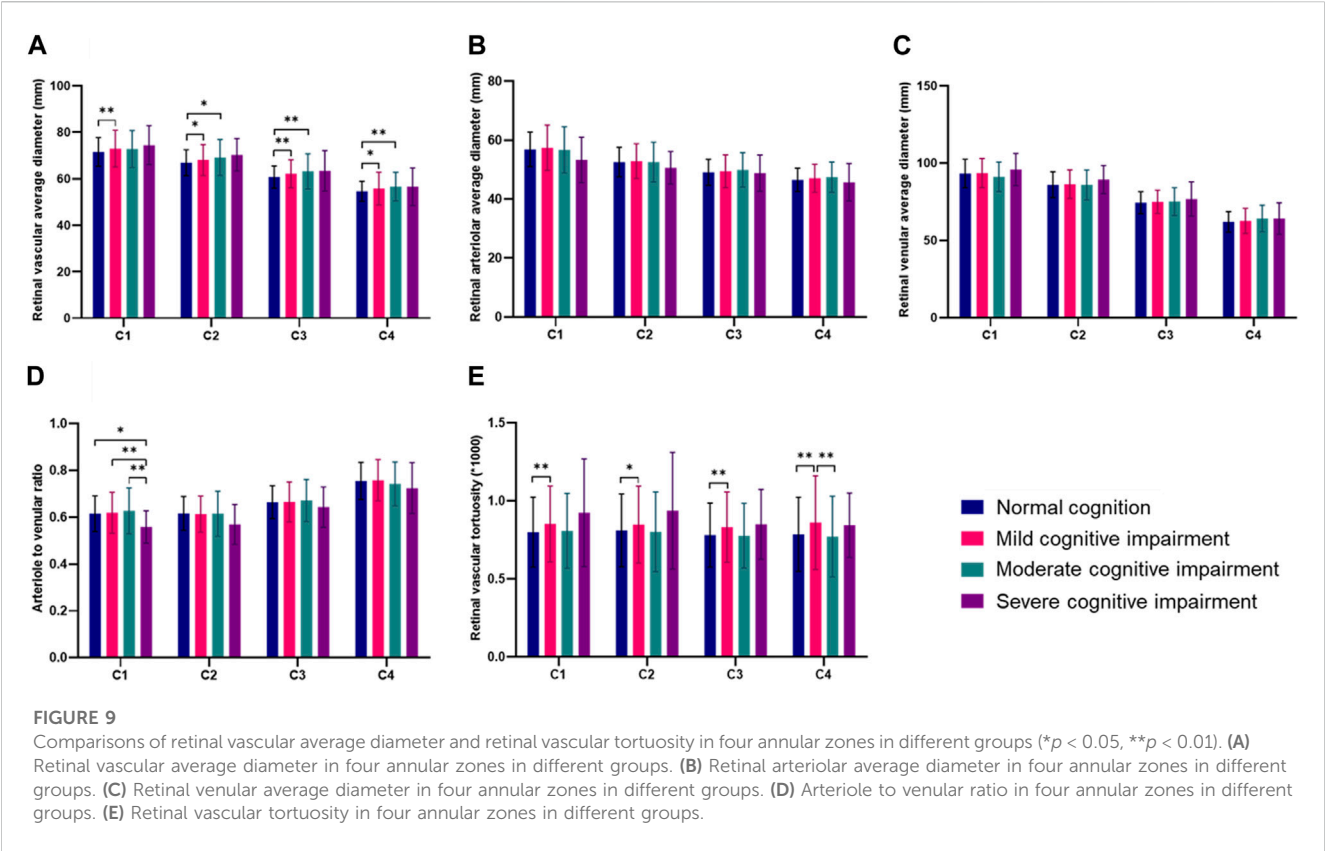 A
Retinal vascular average diameter (mm)
100
80
60
40
20
0
**
*
*
**
**
**
*
C1
C2
C3
C4
B
Retinal arteriolar average diameter (mm)
80
60
40
20
0
C1
C2
C3
C4
C
Retinal venular average diameter (mm)
150
100
50
0
C1
C2
C3
C4
D
Arteriole to venular ratio
1.0
0.8
0.6
0.4
0.2
0.0
*
**
**
C1
C2
C3
C4
E
Retinal vascular tortuosity (*1000)
1.5
1.0
0.5
0.0
**
*
**
**
**
C1
C2
C3
C4
Normal cognition
Mild cognitive impairment
Moderate cognitive impairment
Severe cognitive impairment
FIGURE 9
Comparisons of retinal vascular average diameter and retinal vascular tortuosity in four annular zones in different groups (*p < 0.05, **p < 0.01). (A)
Retinal vascular average diameter in four annular zones in different groups. (B) Retinal arteriolar average diameter in four annular zones in different
groups. (C) Retinal venular average diameter in four annular zones in different groups. (D) Arteriole to venular ratio in four annular zones in different
groups. (E) Retinal vascular tortuosity in four annular zones in different groups.